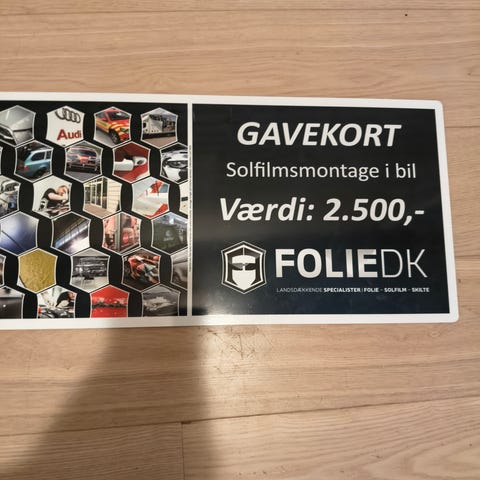 Audi
GAVEKORT
Solfilmsmontage i bil
Værdi: 2.500,-
FOLIEDK
LANDSDÆKKENDE SPECIALISTER I FOLIE - SOLFILM - SKILTE